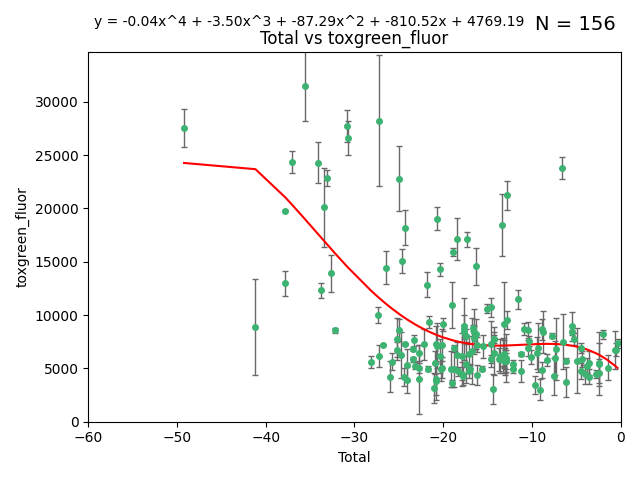 y = -0.04x^4 + -3.50x^3 + -87.29x^2 + -810.52x + 4769.19 N = 156
Total vs toxgreen_fluor
toxgreen_fluor
30000
25000
20000
15000
10000
5000
0
−60 −50 −40 −30 −20 −10 0
Total